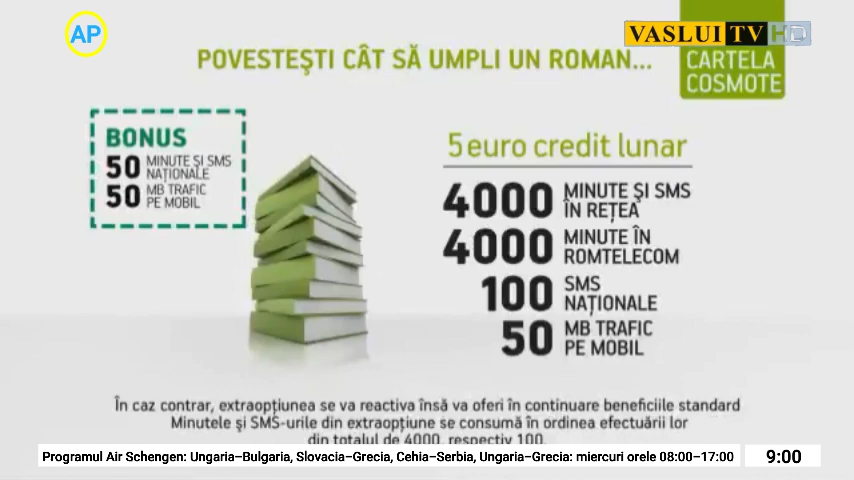 AP
VASLUI TV HD
POVESTEŞTI CÂT SĂ UMPLI UN ROMAN...
CARTELA
COSMOTE
BONUS
50 MINUTE ŞI SMS
NAŢIONALE
50 MB TRAFIC
PE MOBIL
5 euro credit lunar
4000 MINUTE ŞI SMS
ÎN REŢEA
4000 MINUTE ÎN
ROMTELECOM
100 SMS
NAŢIONALE
50 MB TRAFIC
PE MOBIL
În caz contrar, extraopţiunea se va reactiva însă va oferi în continuare beneficiile standard
Minutele şi SMS-urile din extraopţiune se consumă în ordinea efectuării lor
din totalul de 4000, respectiv 100.
Programul Air Schengen: Ungaria–Bulgaria, Slovacia–Grecia, Cehia–Serbia, Ungaria–Grecia: miercuri orele 08:00–17:00
9:00